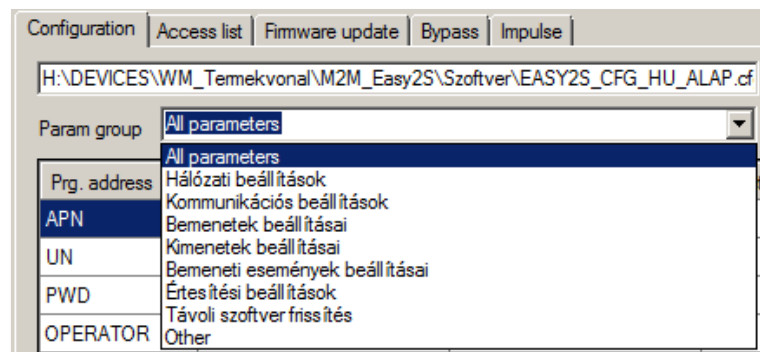 Configuration Access list Firmware update Bypass Impulse
H:\DEVICES\WM_Termekvonal\M2M_Easy2S\Szoftver\EASY2S_CFG_HU_ALAP.cf
Param group All parameters
All parameters
Prg. address Hálózati beállítások
Kommunikációs beállítások
APN Bemenetek beállításai
Kimenetek beállításai
UN Bemeneti események beállításai
PWD Értesítési beállítások
Távoli szoftver frissítés
OPERATOR Other